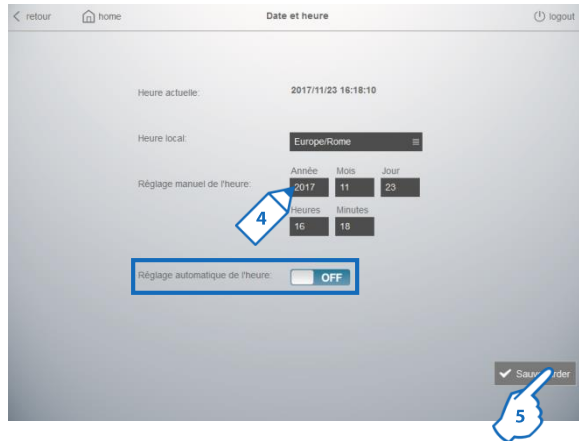 retour home Date et heure logout
Heure actuelle: 2017/11/23 16:18:10
Heure local: Europe/Rome
Année Mois Jour
Réglage manuel de l'heure: 2017 11 23
4
Heures Minutes
16 18
Réglage automatique de l'heure: OFF
5